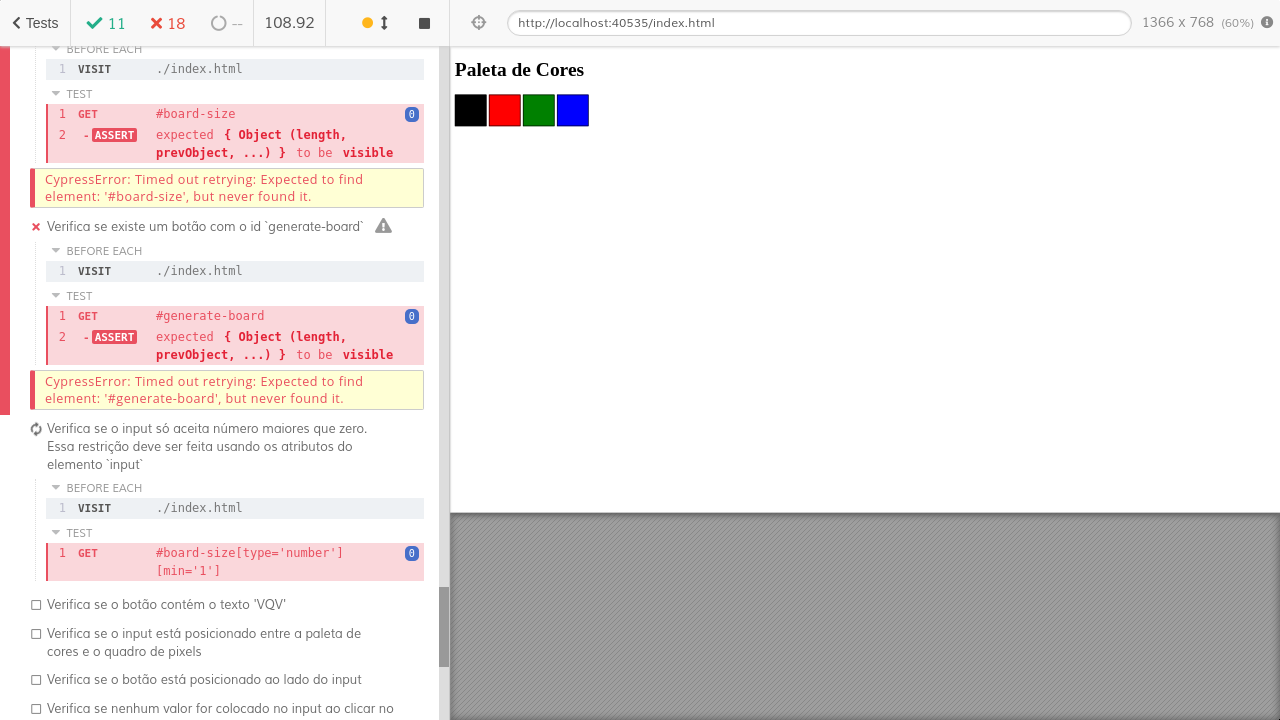 Tests 11 18 -- 108.92 http://localhost:40535/index.html 1366 x 768 (60%)
BEFORE EACH
1 VISIT ./index.html
TEST
1 GET #board-size 0
2 -ASSERT expected { Object (length,
prevObject, ...) } to be visible
CypressError: Timed out retrying: Expected to find
element: '#board-size', but never found it.
Verifica se existe um botão com o id `generate-board`
BEFORE EACH
1 VISIT ./index.html
TEST
1 GET #generate-board 0
2 -ASSERT expected { Object (length,
prevObject, ...) } to be visible
CypressError: Timed out retrying: Expected to find
element: '#generate-board', but never found it.
Verifica se o input só aceita número maiores que zero.
Essa restrição deve ser feita usando os atributos do
elemento `input`
BEFORE EACH
1 VISIT ./index.html
TEST
1 GET #board-size[type='number'] 0
[min='1']
Verifica se o botão contém o texto 'VQV'
Verifica se o input está posicionado entre a paleta de
cores e o quadro de pixels
Verifica se o botão está posicionado ao lado do input
Verifica se nenhum valor for colocado no input ao clicar no
Paleta de Cores